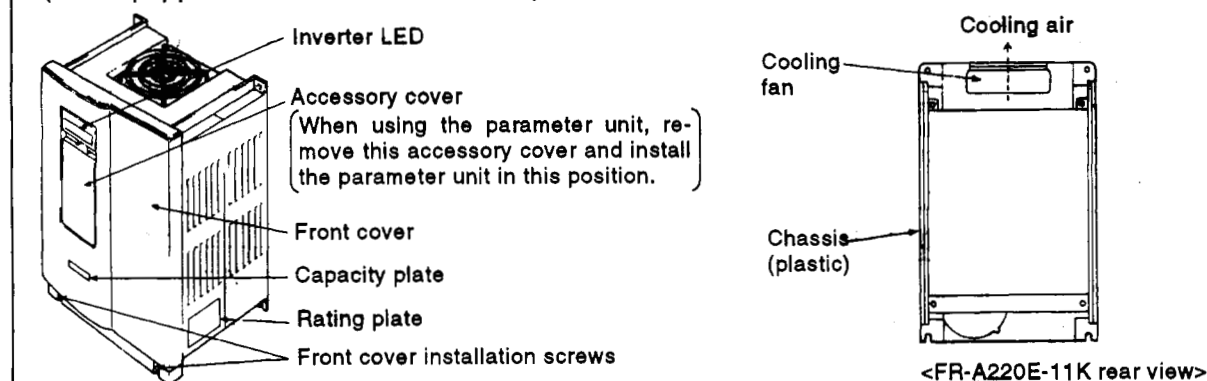 Inverter LED
Accessory cover
When using the parameter unit, re-
move this accessory cover and install
the parameter unit in this position.
Front cover
Capacity plate
Rating plate
Front cover installation screws
Cooling air
Cooling
fan
Chassis
(plastic)
<FR-A220E-11K rear view>